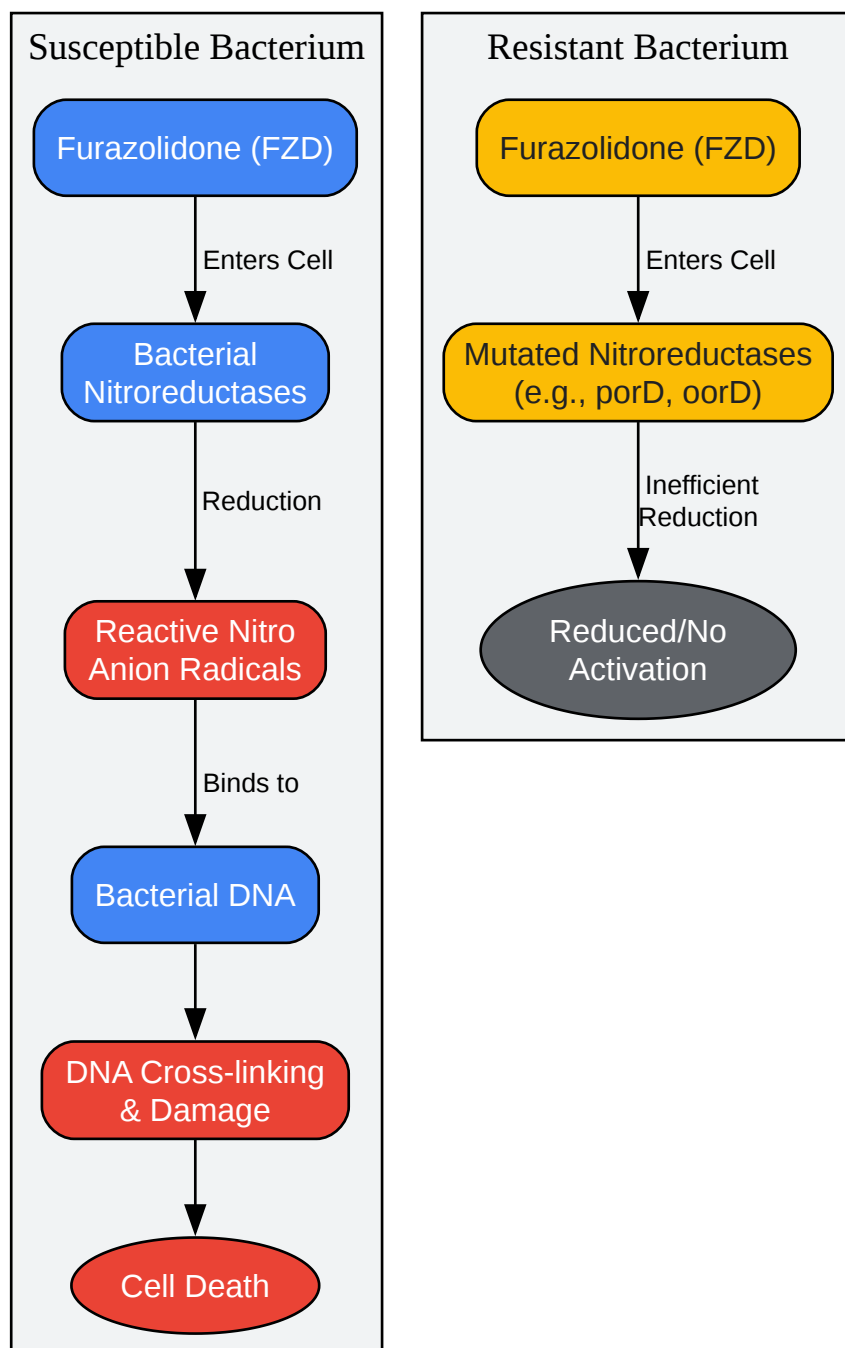 Susceptible Bacterium
Furazolidone (FZD)
Enters Cell
Bacterial
Nitroreductases
Reduction
Reactive Nitro
Anion Radicals
Binds to
Bacterial DNA
DNA Cross-linking
& Damage
Cell Death
Resistant Bacterium
Furazolidone (FZD)
Enters Cell
Mutated Nitroreductases
(e.g., porD, oorD)
Inefficient
Reduction
Reduced/No
Activation